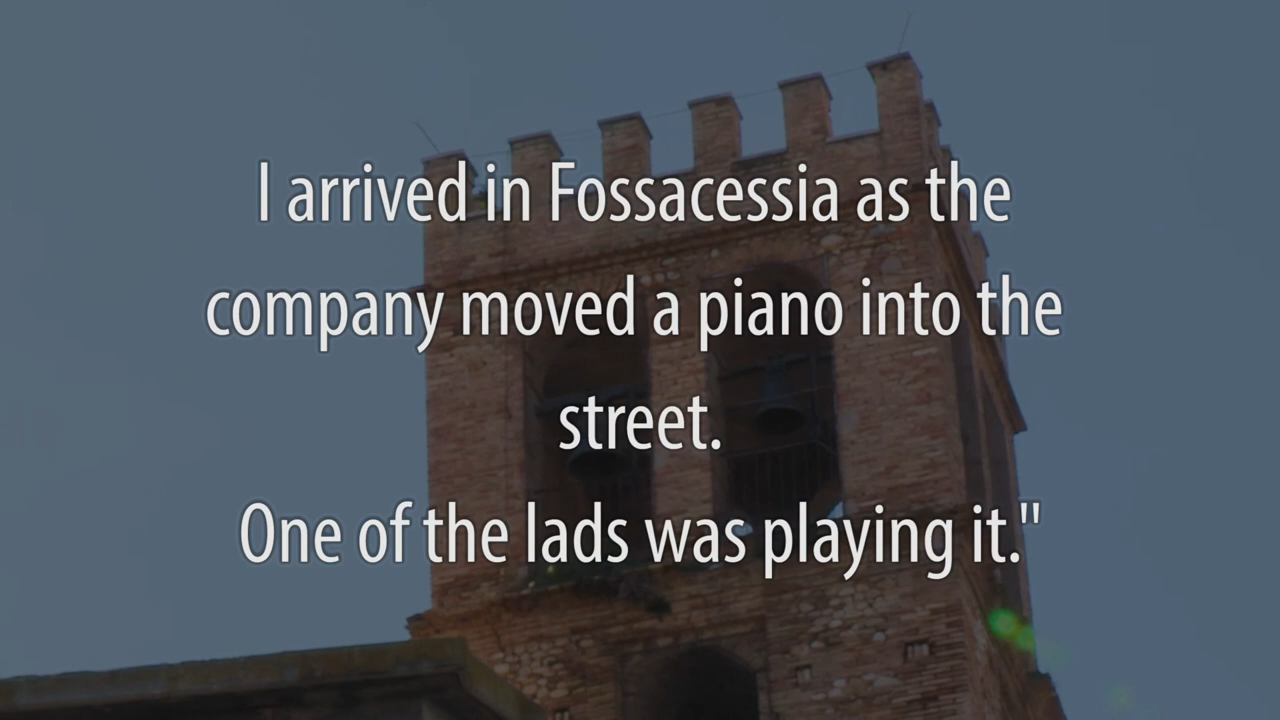 I arrived in Fossacessia as the
company moved a piano into the
street.
One of the lads was playing it."